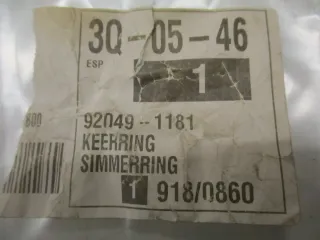 3Q-05-46
ESP
1
800
92049-1181
KEERRING
SIMMERRING
1 918/0860